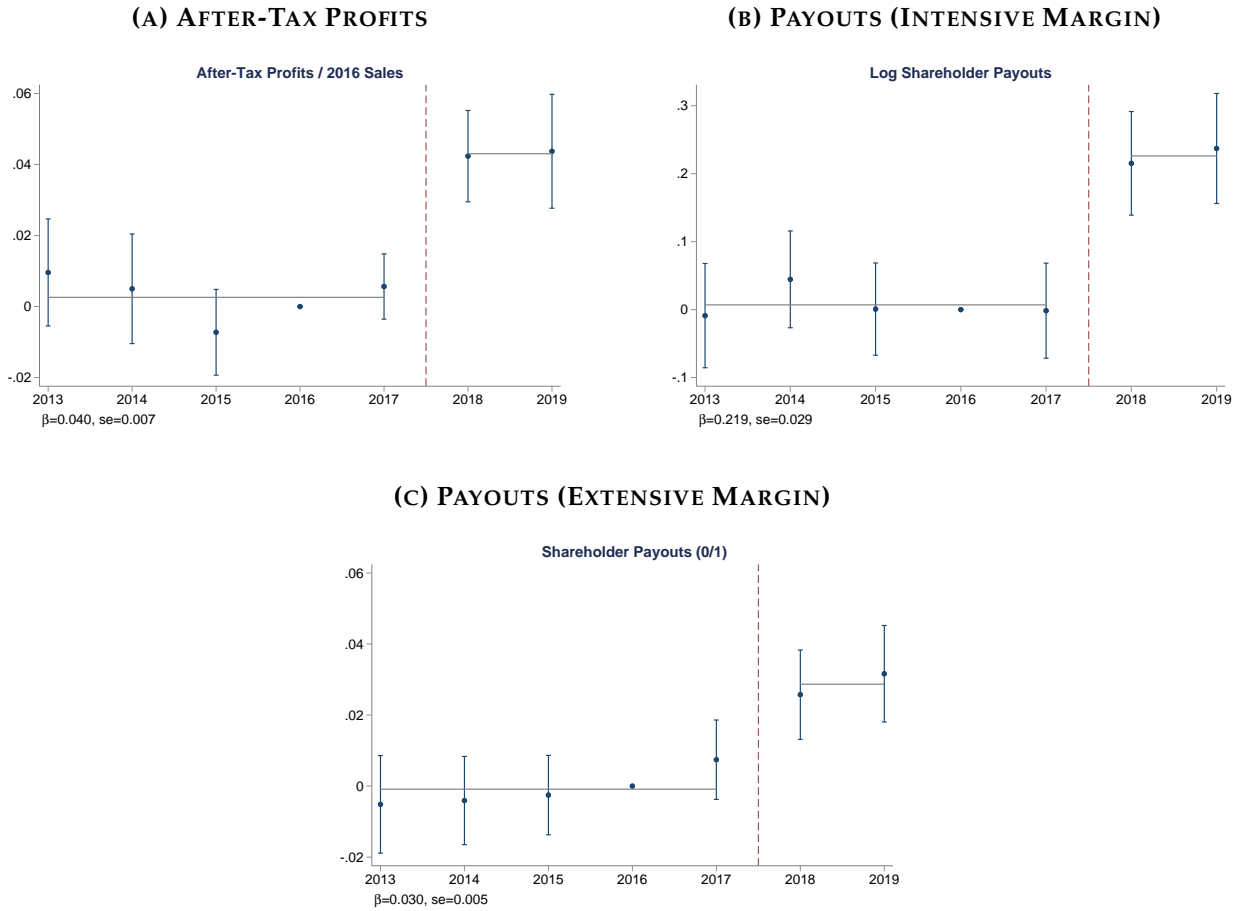 (A) AFTER-TAX PROFITS
After-Tax Profits / 2016 Sales
.06
.04
.02
0
-.02
2013 2014 2015 2016 2017 2018 2019
β=0.040, se=0.007
(B) PAYOUTS (INTENSIVE MARGIN)
Log Shareholder Payouts
.3
.2
.1
0
-.1
2013 2014 2015 2016 2017 2018 2019
β=0.219, se=0.029
(C) PAYOUTS (EXTENSIVE MARGIN)
Shareholder Payouts (0/1)
.06
.04
.02
0
-.02
2013 2014 2015 2016 2017 2018 2019
β=0.030, se=0.005